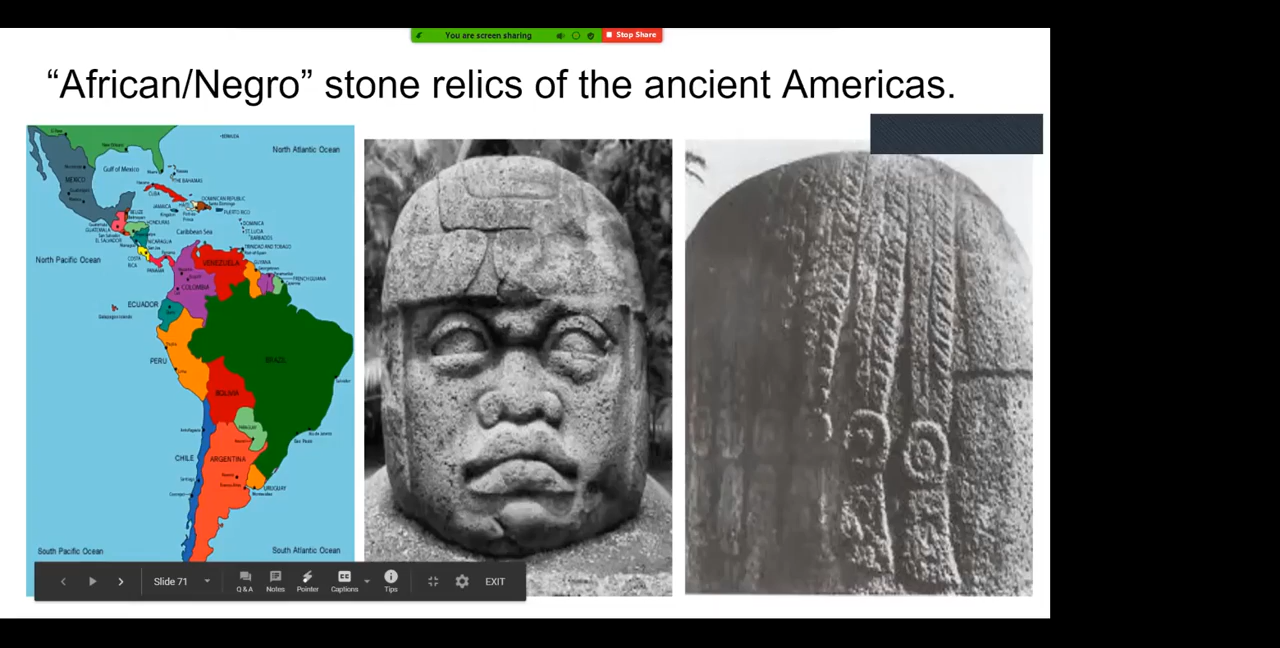 You are screen sharing
Stop Share
“African/Negro” stone relics of the ancient Americas.
BERMUDA
North Atlantic Ocean
Gulf of Mexico
MEXICO
THE BAHAMAS
CUBA
DOMINICAN REPUBLIC
JAMAICA
PUERTO RICO
BELIZE
HONDURAS
DOMINICA
GUATEMALA
ST. LUCIA
EL SALVADOR
Caribbean Sea
BARBADOS
NICARAGUA
TRINIDAD AND TOBAGO
COSTA RICA
PANAMA
North Pacific Ocean
VENEZUELA
GUYANA
FRENCH GUIANA
COLOMBIA
ECUADOR
Galapagos Islands
PERU
BRAZIL
BOLIVIA
PARAGUAY
CHILE
ARGENTINA
URUGUAY
South Pacific Ocean
South Atlantic Ocean
Slide 71
Q&A
Notes
Pointer
Captions
Tips
EXIT